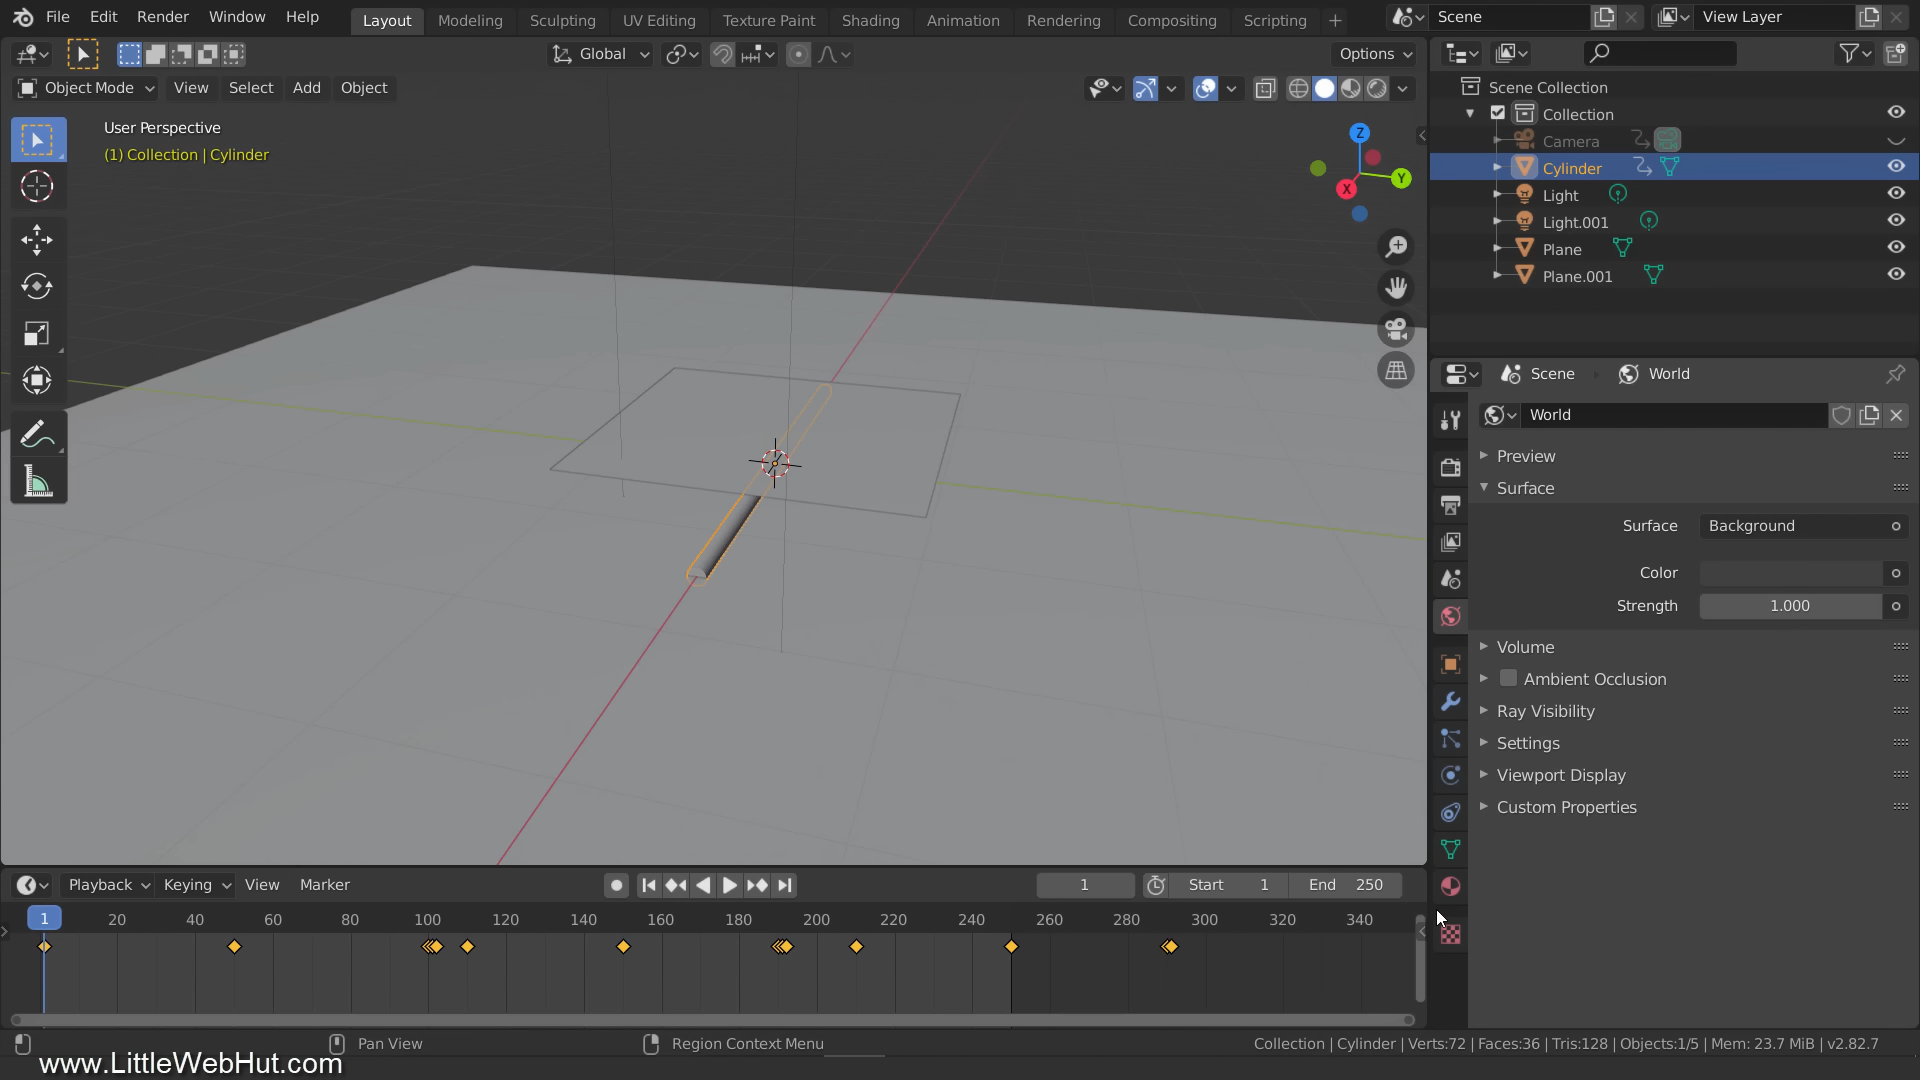 File Edit Render Window Help Layout Modeling Sculpting UV Editing Texture Paint Shading Animation Rendering Compositing Scripting + Scene View Layer
Global Options
Object Mode View Select Add Object
User Perspective
(1) Collection | Cylinder
Z
Y
X
Scene Collection
Collection
Camera
Cylinder
Light
Light.001
Plane
Plane.001
Scene World
World
Preview
Surface
Surface Background
Color
Strength 1.000
Volume
Ambient Occlusion
Ray Visibility
Settings
Viewport Display
Custom Properties
Playback Keying View Marker 1 Start 1 End 250
1 20 40 60 80 100 120 140 160 180 200 220 240 260 280 300 320 340
Pan View Region Context Menu Collection | Cylinder | Verts:72 | Faces:36 | Tris:128 | Objects:1/5 | Mem: 23.7 MiB | v2.82.7
www.LittleWebHut.com